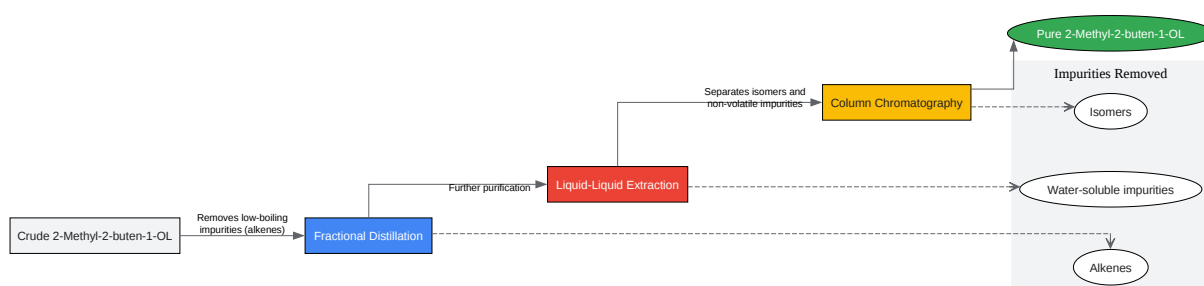 Pure 2-Methyl-2-buten-1-OL
Impurities Removed
Separates isomers and
non-volatile impurities
Column Chromatography
Isomers
Further purification
Liquid-Liquid Extraction
Water-soluble impurities
Crude 2-Methyl-2-buten-1-OL
Removes low-boiling
impurities (alkenes)
Fractional Distillation
Alkenes